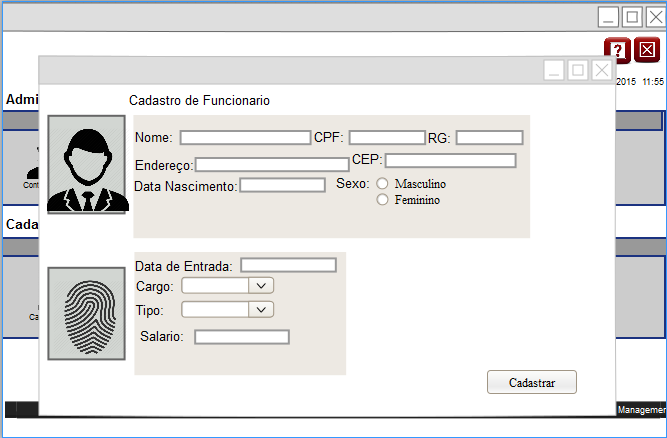 ?
2015 11:55
Admi
Cadastro de Funcionario
Nome: CPF: RG:
Endereço: CEP:
Data Nascimento: Sexo: Masculino
Feminino
Cont
Cada
Data de Entrada:
Cargo:
Tipo:
Ca
Salario:
Cadastrar
Managemen